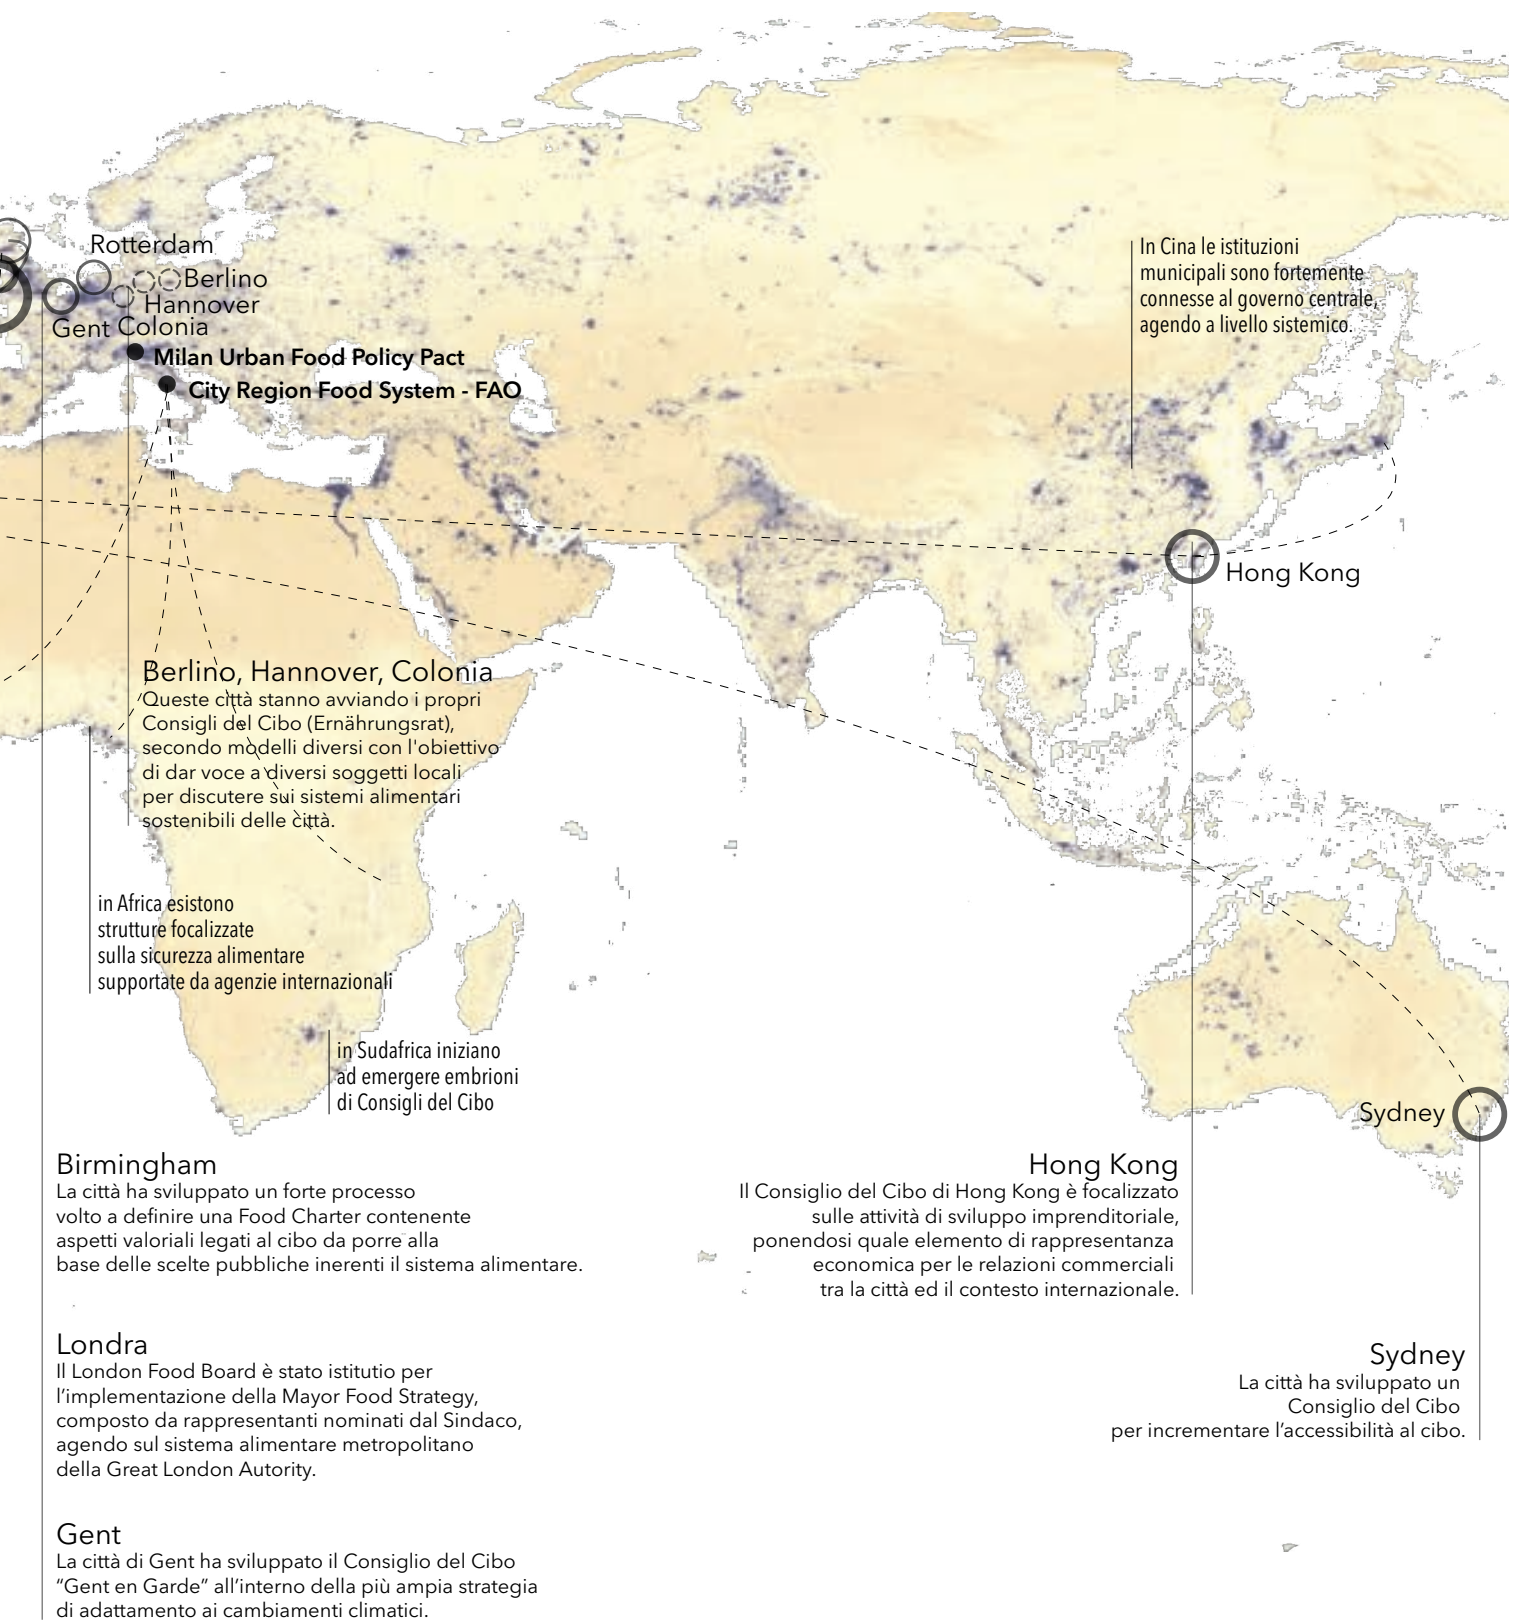 Rotterdam
Berlino
Hannover
Gent Colonia
Milan Urban Food Policy Pact
City Region Food System - FAO
In Cina le istituzioni
municipali sono fortemente
connesse al governo centrale,
agendo a livello sistemico.
Hong Kong
Berlino, Hannover, Colonia
Queste città stanno avviando i propri
Consigli del Cibo (Ernährungsrat),
secondo modelli diversi con l'obiettivo
di dar voce a diversi soggetti locali
per discutere sui sistemi alimentari
sostenibili delle città.
in Africa esistono
strutture focalizzate
sulla sicurezza alimentare
supportate da agenzie internazionali
in Sudafrica iniziano
ad emergere embrioni
di Consigli del Cibo
Sydney
Birmingham
La città ha sviluppato un forte processo
volto a definire una Food Charter contenente
aspetti valoriali legati al cibo da porre alla
base delle scelte pubbliche inerenti il sistema alimentare.
Hong Kong
Il Consiglio del Cibo di Hong Kong è focalizzato
sulle attività di sviluppo imprenditoriale,
ponendosi quale elemento di rappresentanza
economica per le relazioni commerciali
tra la città ed il contesto internazionale.
Londra
Il London Food Board è stato istitutio per
l’implementazione della Mayor Food Strategy,
composto da rappresentanti nominati dal Sindaco,
agendo sul sistema alimentare metropolitano
della Great London Autority.
Sydney
La città ha sviluppato un
Consiglio del Cibo
per incrementare l’accessibilità al cibo.
Gent
La città di Gent ha sviluppato il Consiglio del Cibo
“Gent en Garde” all’interno della più ampia strategia
di adattamento ai cambiamenti climatici.